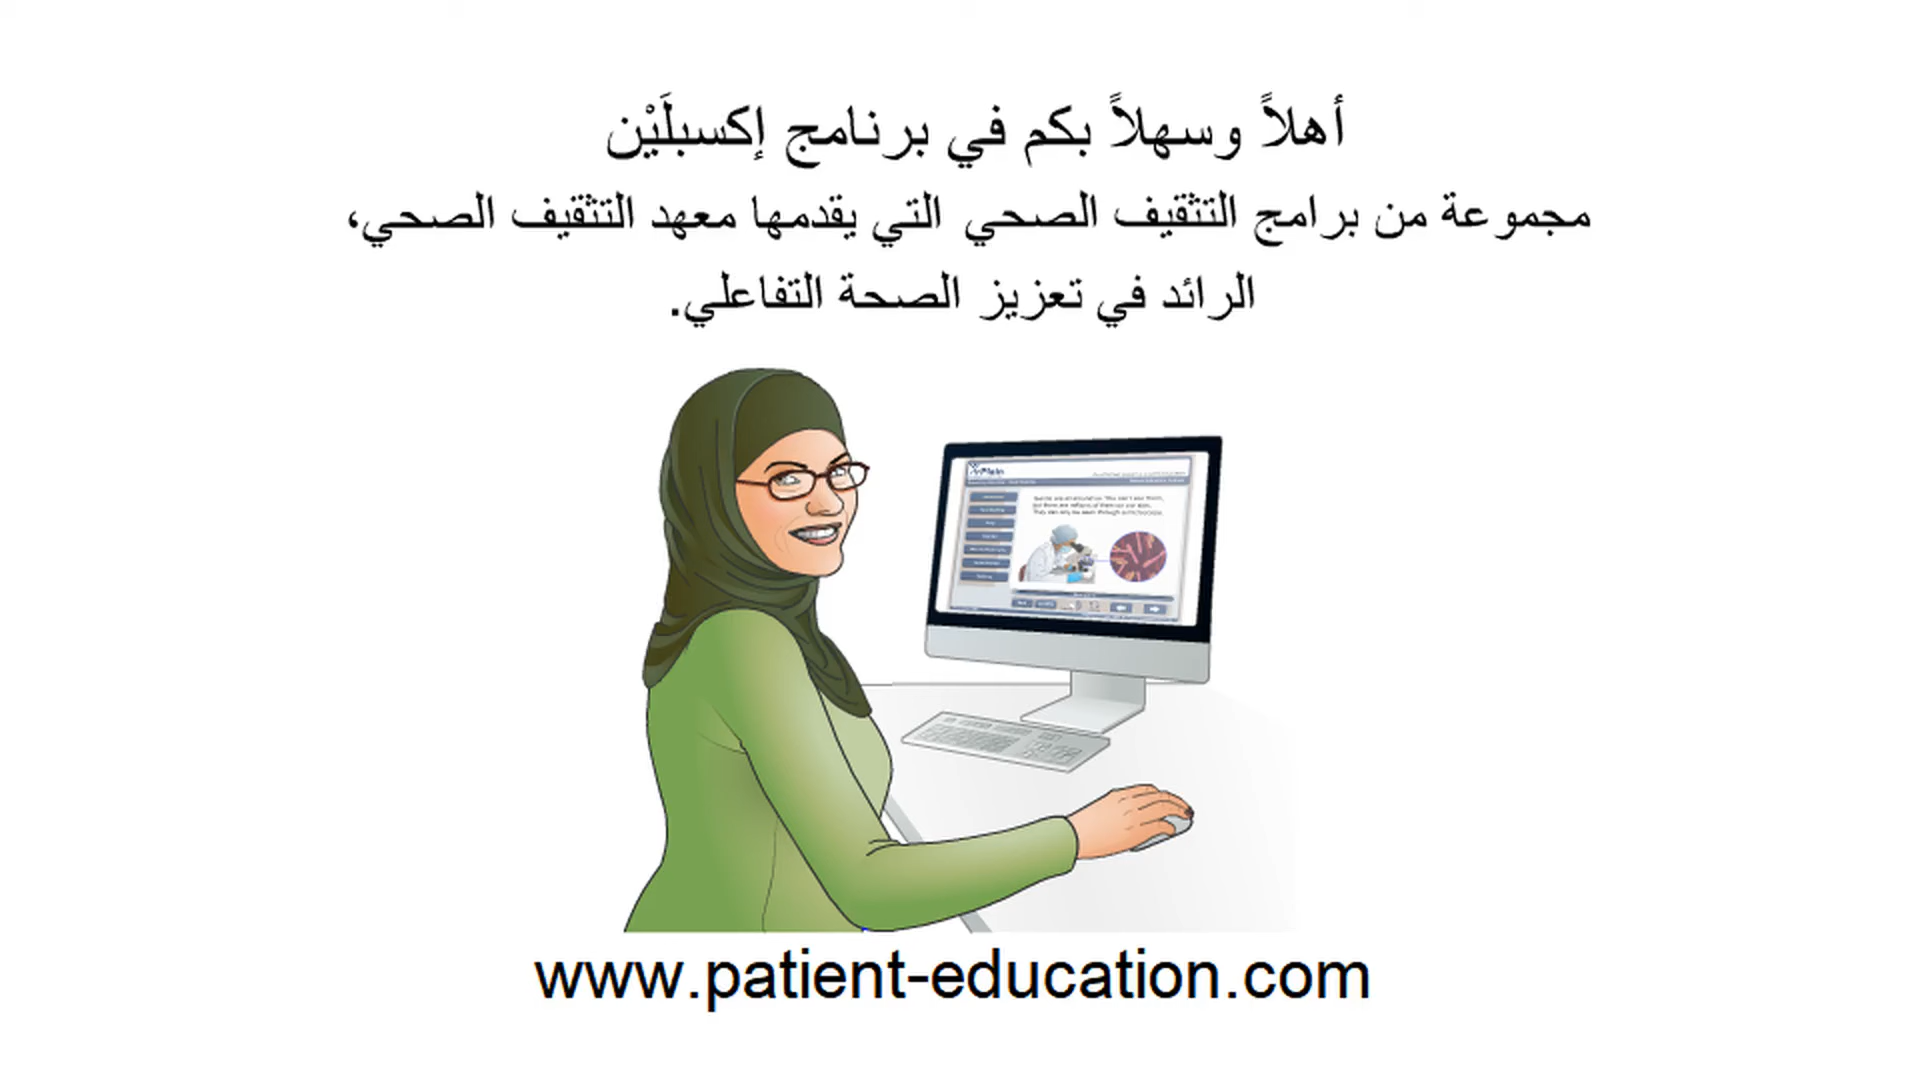 أهلاً وسهلاً بكم في برنامج إكسبلَيْن
مجموعة من برامج التثقيف الصحي التي يقدمها معهد التثقيف الصحي،
الرائد في تعزيز الصحة التفاعلي.
www.patient-education.com